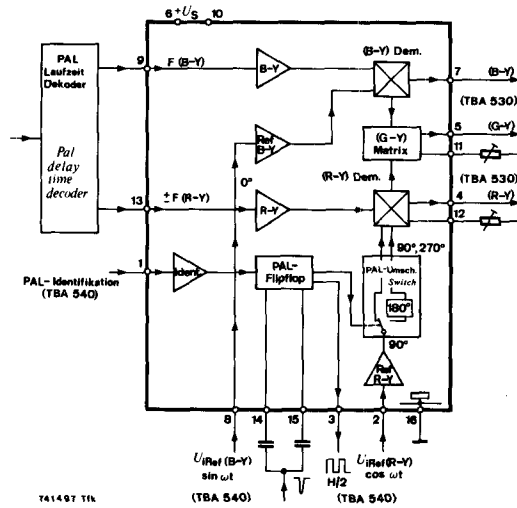 6 +U_S 10
PAL
Laufzeit
Dekoder
Pal
delay
time
decoder
9
F (B-Y)
B-Y
(B-Y) Dem.
7
(B-Y)
(TBA 530)
Ref
B-Y
0°
(G-Y)
Matrix
5
(G-Y)
11
(TBA 530)
13
± F (R-Y)
R-Y
(R-Y) Dem.
4
(R-Y)
12
1
PAL-Identifikation
(TBA 540)
Ident.
PAL-
Flipflop
90°, 270°
PAL-Umsch.
Switch
180°
90°
Ref
R-Y
8
14
15
3
2
16
U_iRef (B-Y)
sin ωt
(TBA 540)
H/2
U_iRef (R-Y)
cos ωt
(TBA 540)
741497 Tfk